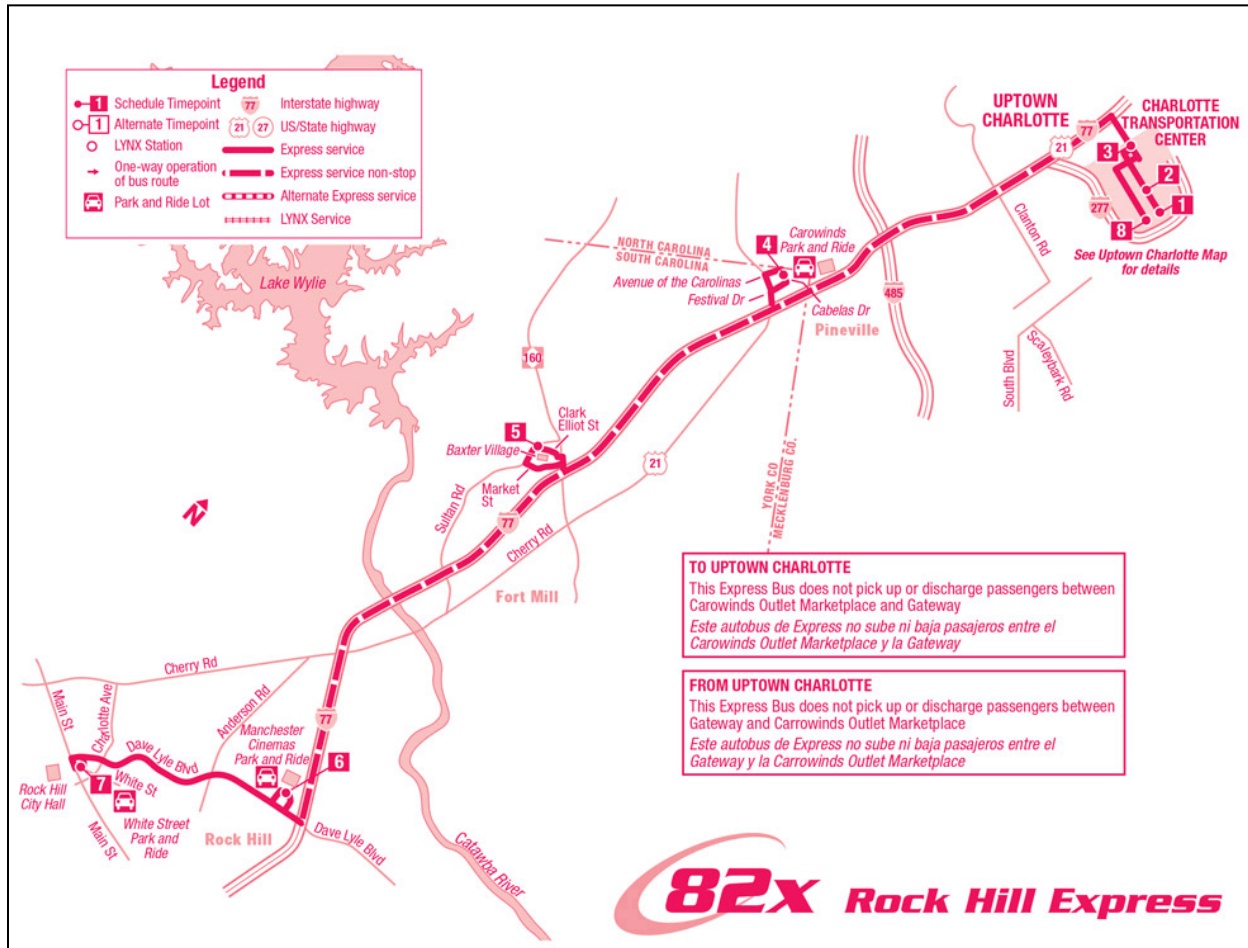 Legend
1 Schedule Timepoint
1 Alternate Timepoint
LYNX Station
One-way operation
of bus route
Park and Ride Lot
77 Interstate highway
21 27 US/State highway
Express service
Express service non-stop
Alternate Express service
LYNX Service
UPTOWN
CHARLOTTE
CHARLOTTE
TRANSPORTATION
CENTER
77
21
3
2
1
8
277
See Uptown Charlotte Map
for details
Clanton Rd
Lake Wylie
NORTH CAROLINA
SOUTH CAROLINA
4
Carowinds
Park and Ride
Avenue of the Carolinas
Festival Dr
Cabelas Dr
Pineville
485
South Blvd
Scaleybark Rd
160
Clark
Elliot St
5
Baxter Village
Market
St
Sultan Rd
77
21
Cherry Rd
YORK CO
MECKLENBURG CO.
N
Fort Mill
TO UPTOWN CHARLOTTE
This Express Bus does not pick up or discharge passengers between
Carowinds Outlet Marketplace and Gateway
Este autobus de Express no sube ni baja pasajeros entre el
Carowinds Outlet Marketplace y la Gateway
FROM UPTOWN CHARLOTTE
This Express Bus does not pick up or discharge passengers between
Gateway and Carrowinds Outlet Marketplace
Este autobus de Express no sube ni baja pasajeros entre el
Gateway y la Carrowinds Outlet Marketplace
Cherry Rd
Main St
Charlotte Ave
Anderson Rd
77
Dave Lyle Blvd
Manchester
Cinemas
Park and Ride
6
7
White St
Rock Hill
City Hall
Main St
White Street
Park and
Ride
Rock Hill
Dave Lyle Blvd
Catawba River
82x Rock Hill Express